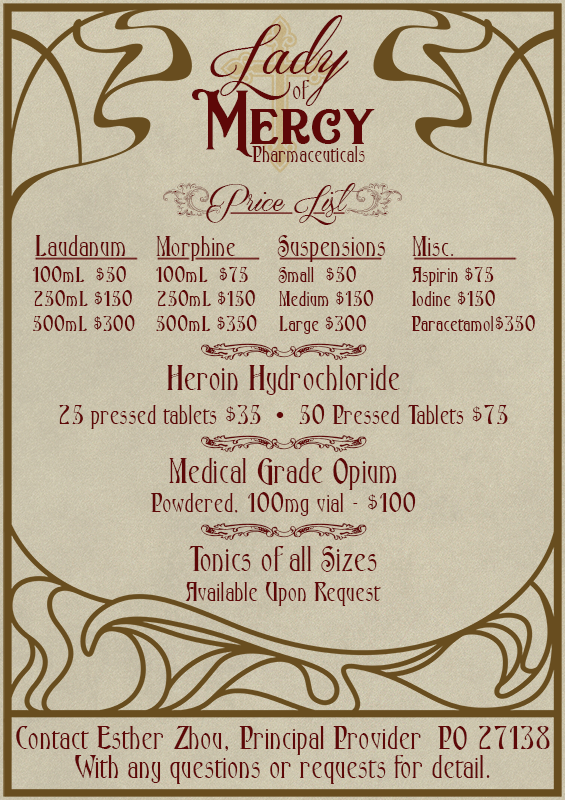 Lady
of
Mercy
Pharmaceuticals
Price List
Laudanum Morphine Suspensions Misc.
100mL $50 100mL $75 Small $50 Aspirin $75
250mL $150 250mL $150 Medium $150 Iodine $150
500mL $300 500mL $350 Large $300 Paracetamol $350
Heroin Hydrochloride
25 pressed tablets $35 • 50 Pressed Tablets $75
Medical Grade Opium
Powdered, 100mg vial - $100
Tonics of all Sizes
Available Upon Request
Contact Esther Zhou, Principal Provider PO 27138
With any questions or requests for detail.